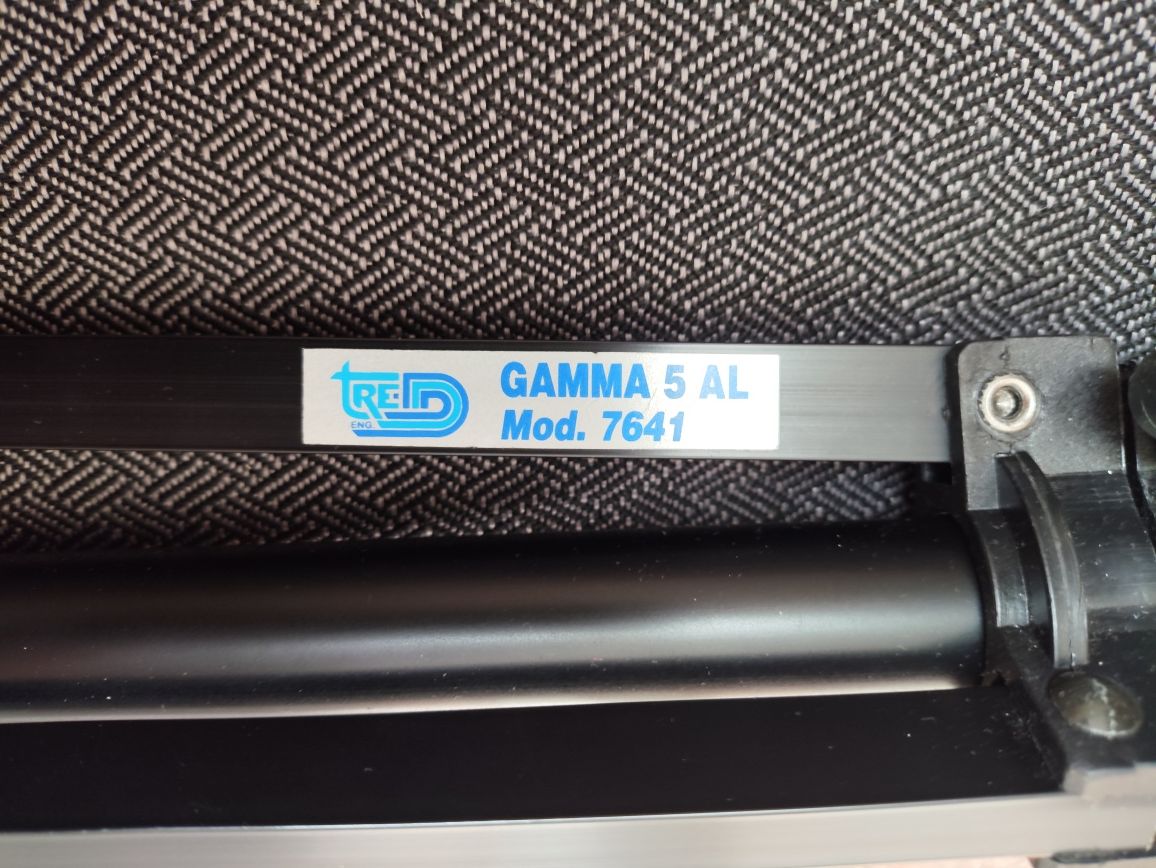 TRE-D
ENG.
GAMMA 5 AL
Mod. 7641